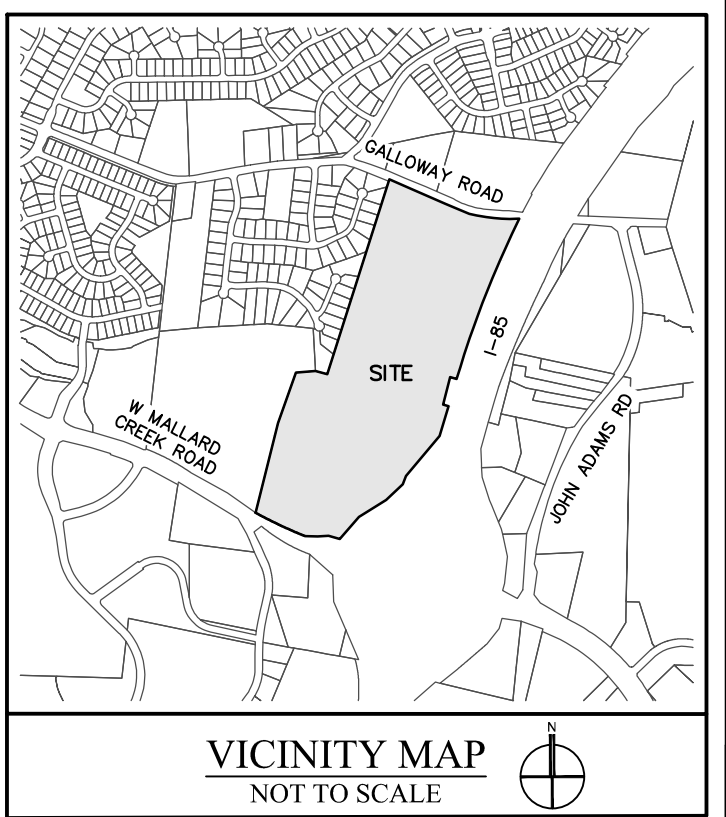 GALLOWAY ROAD
I-85
SITE
W MALLARD
CREEK ROAD
JOHN ADAMS RD
VICINITY MAP
NOT TO SCALE
N